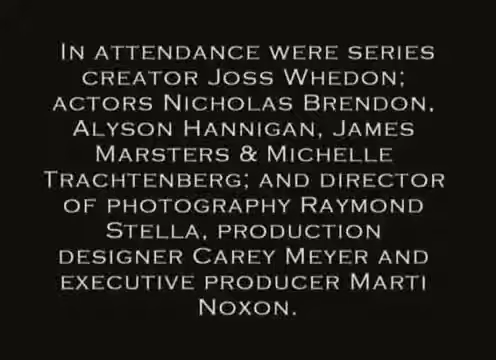 In attendance were series
creator Joss Whedon;
actors Nicholas Brendon,
Alyson Hannigan, James
Marsters & Michelle
Trachtenberg; and director
of photography Raymond
Stella, production
designer Carey Meyer and
executive producer Marti
Noxon.